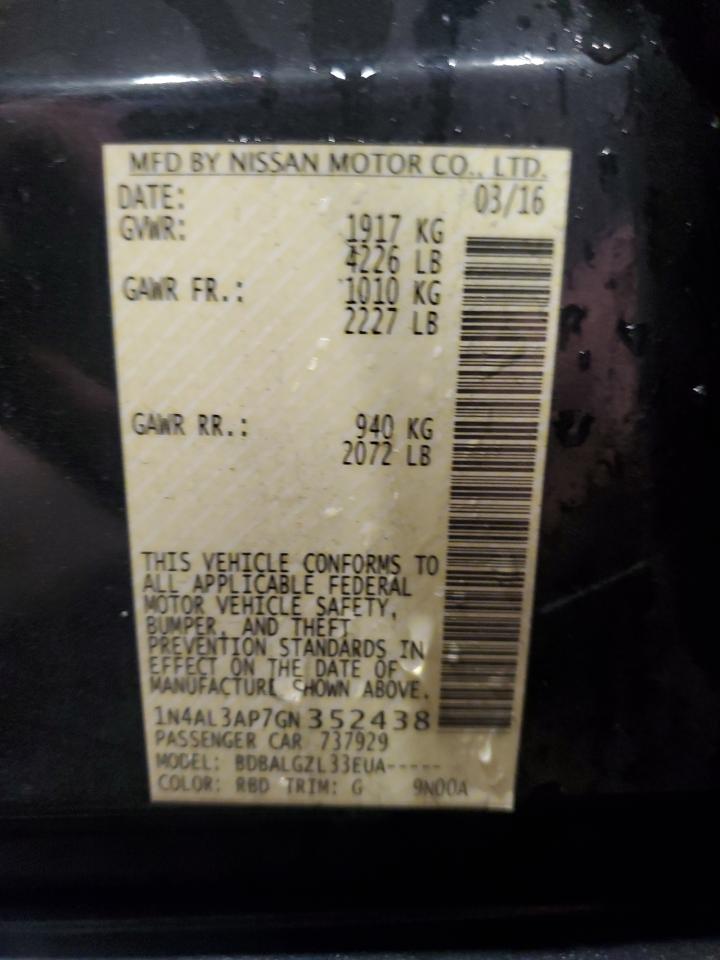 MFD BY NISSAN MOTOR CO., LTD.
DATE: 03/16
GVWR: 1917 KG
4226 LB
GAWR FR.: 1010 KG
2227 LB
GAWR RR.: 940 KG
2072 LB
THIS VEHICLE CONFORMS TO
ALL APPLICABLE FEDERAL
MOTOR VEHICLE SAFETY,
BUMPER, AND THEFT
PREVENTION STANDARDS IN
EFFECT ON THE DATE OF
MANUFACTURE SHOWN ABOVE.
1N4AL3AP7GN352438
PASSENGER CAR 737929
MODEL: BDBALGZL33EUA-----
COLOR: RBD TRIM: G 9N00A